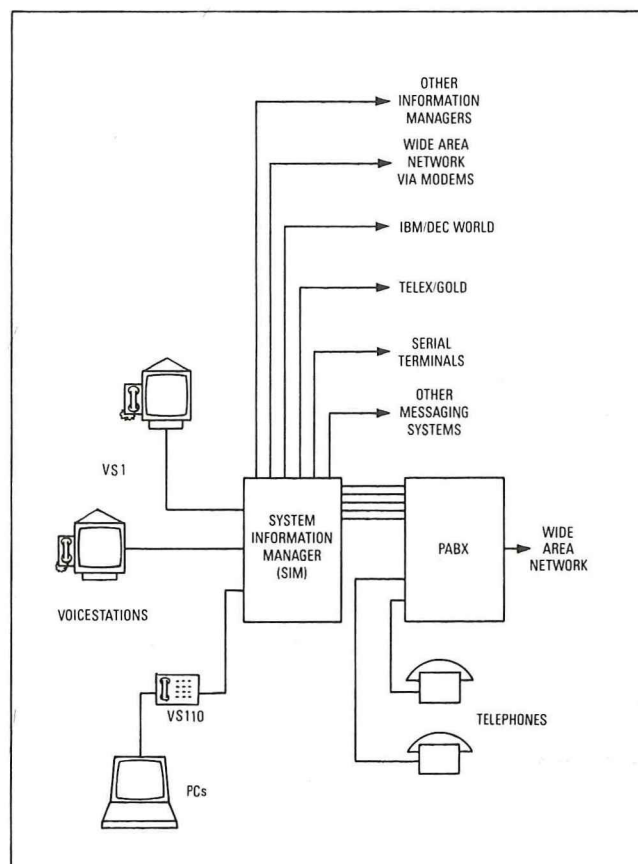 OTHER
INFORMATION
MANAGERS
WIDE AREA
NETWORK
VIA MODEMS
IBM/DEC WORLD
TELEX/GOLD
SERIAL
TERMINALS
OTHER
MESSAGING
SYSTEMS
VS1
SYSTEM
INFORMATION
MANAGER
(SIM)
PABX
WIDE
AREA
NETWORK
VOICESTATIONS
VS110
TELEPHONES
PCs